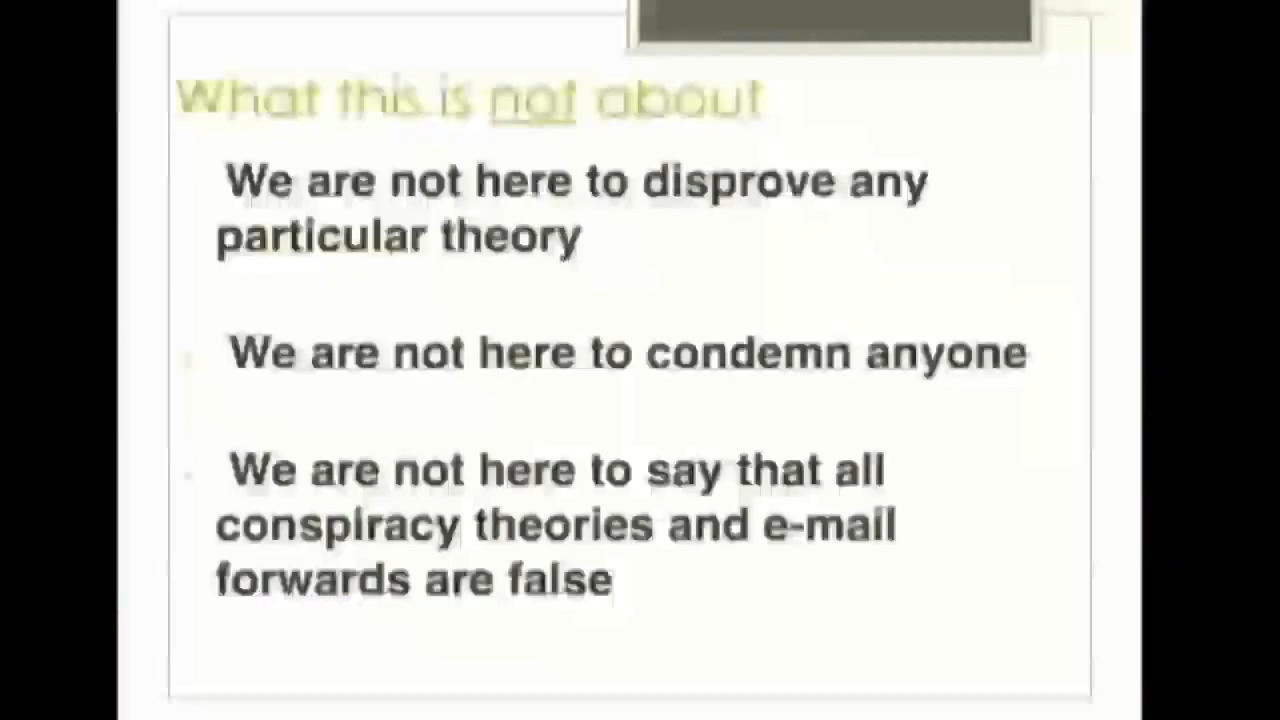 What this is not about
We are not here to disprove any
particular theory
We are not here to condemn anyone
We are not here to say that all
conspiracy theories and e-mail
forwards are false